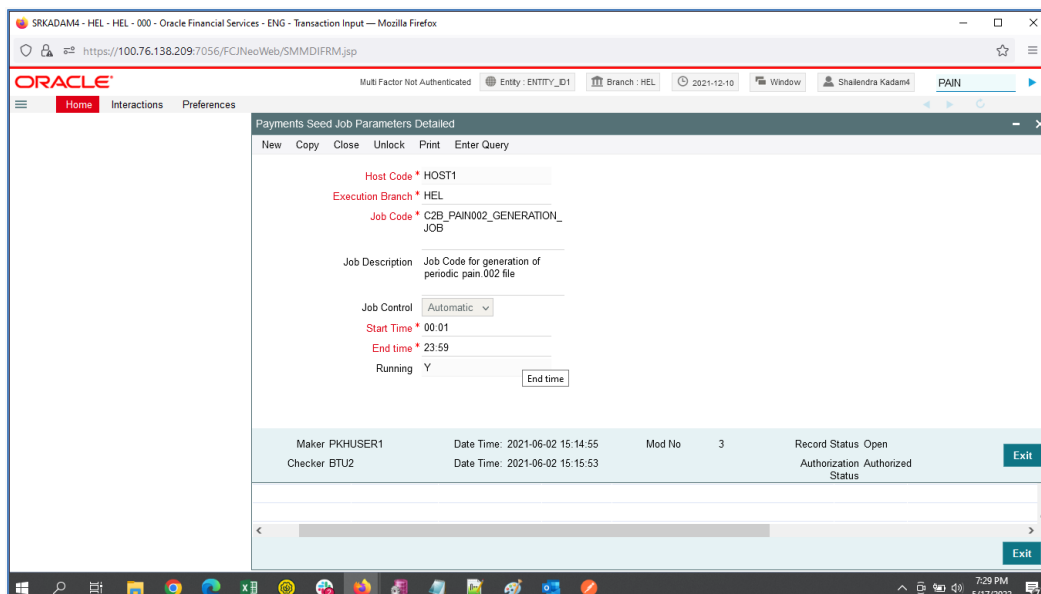 SRKADAM4 - HEL - HEL - 000 - Oracle Financial Services - ENG - Transaction Input — Mozilla Firefox
https://100.76.138.209:7056/FCJNeoWeb/SMMDIFRM.jsp
ORACLE Multi Factor Not Authenticated Entity : ENTITY_ID1 Branch : HEL 2021-12-10 Window Shailendra Kadam4 PAIN
Home Interactions Preferences
Payments Seed Job Parameters Detailed
New Copy Close Unlock Print Enter Query
Host Code * HOST1
Execution Branch * HEL
Job Code * C2B_PAIN002_GENERATION_
JOB
Job Description Job Code for generation of
periodic pain.002 file
Job Control Automatic
Start Time * 00:01
End time * 23:59
Running Y
End time
Maker PKHUSER1 Date Time: 2021-06-02 15:14:55 Mod No 3 Record Status Open
Checker BTU2 Date Time: 2021-06-02 15:15:53 Authorization Authorized
Status
Exit
Exit
7:29 PM